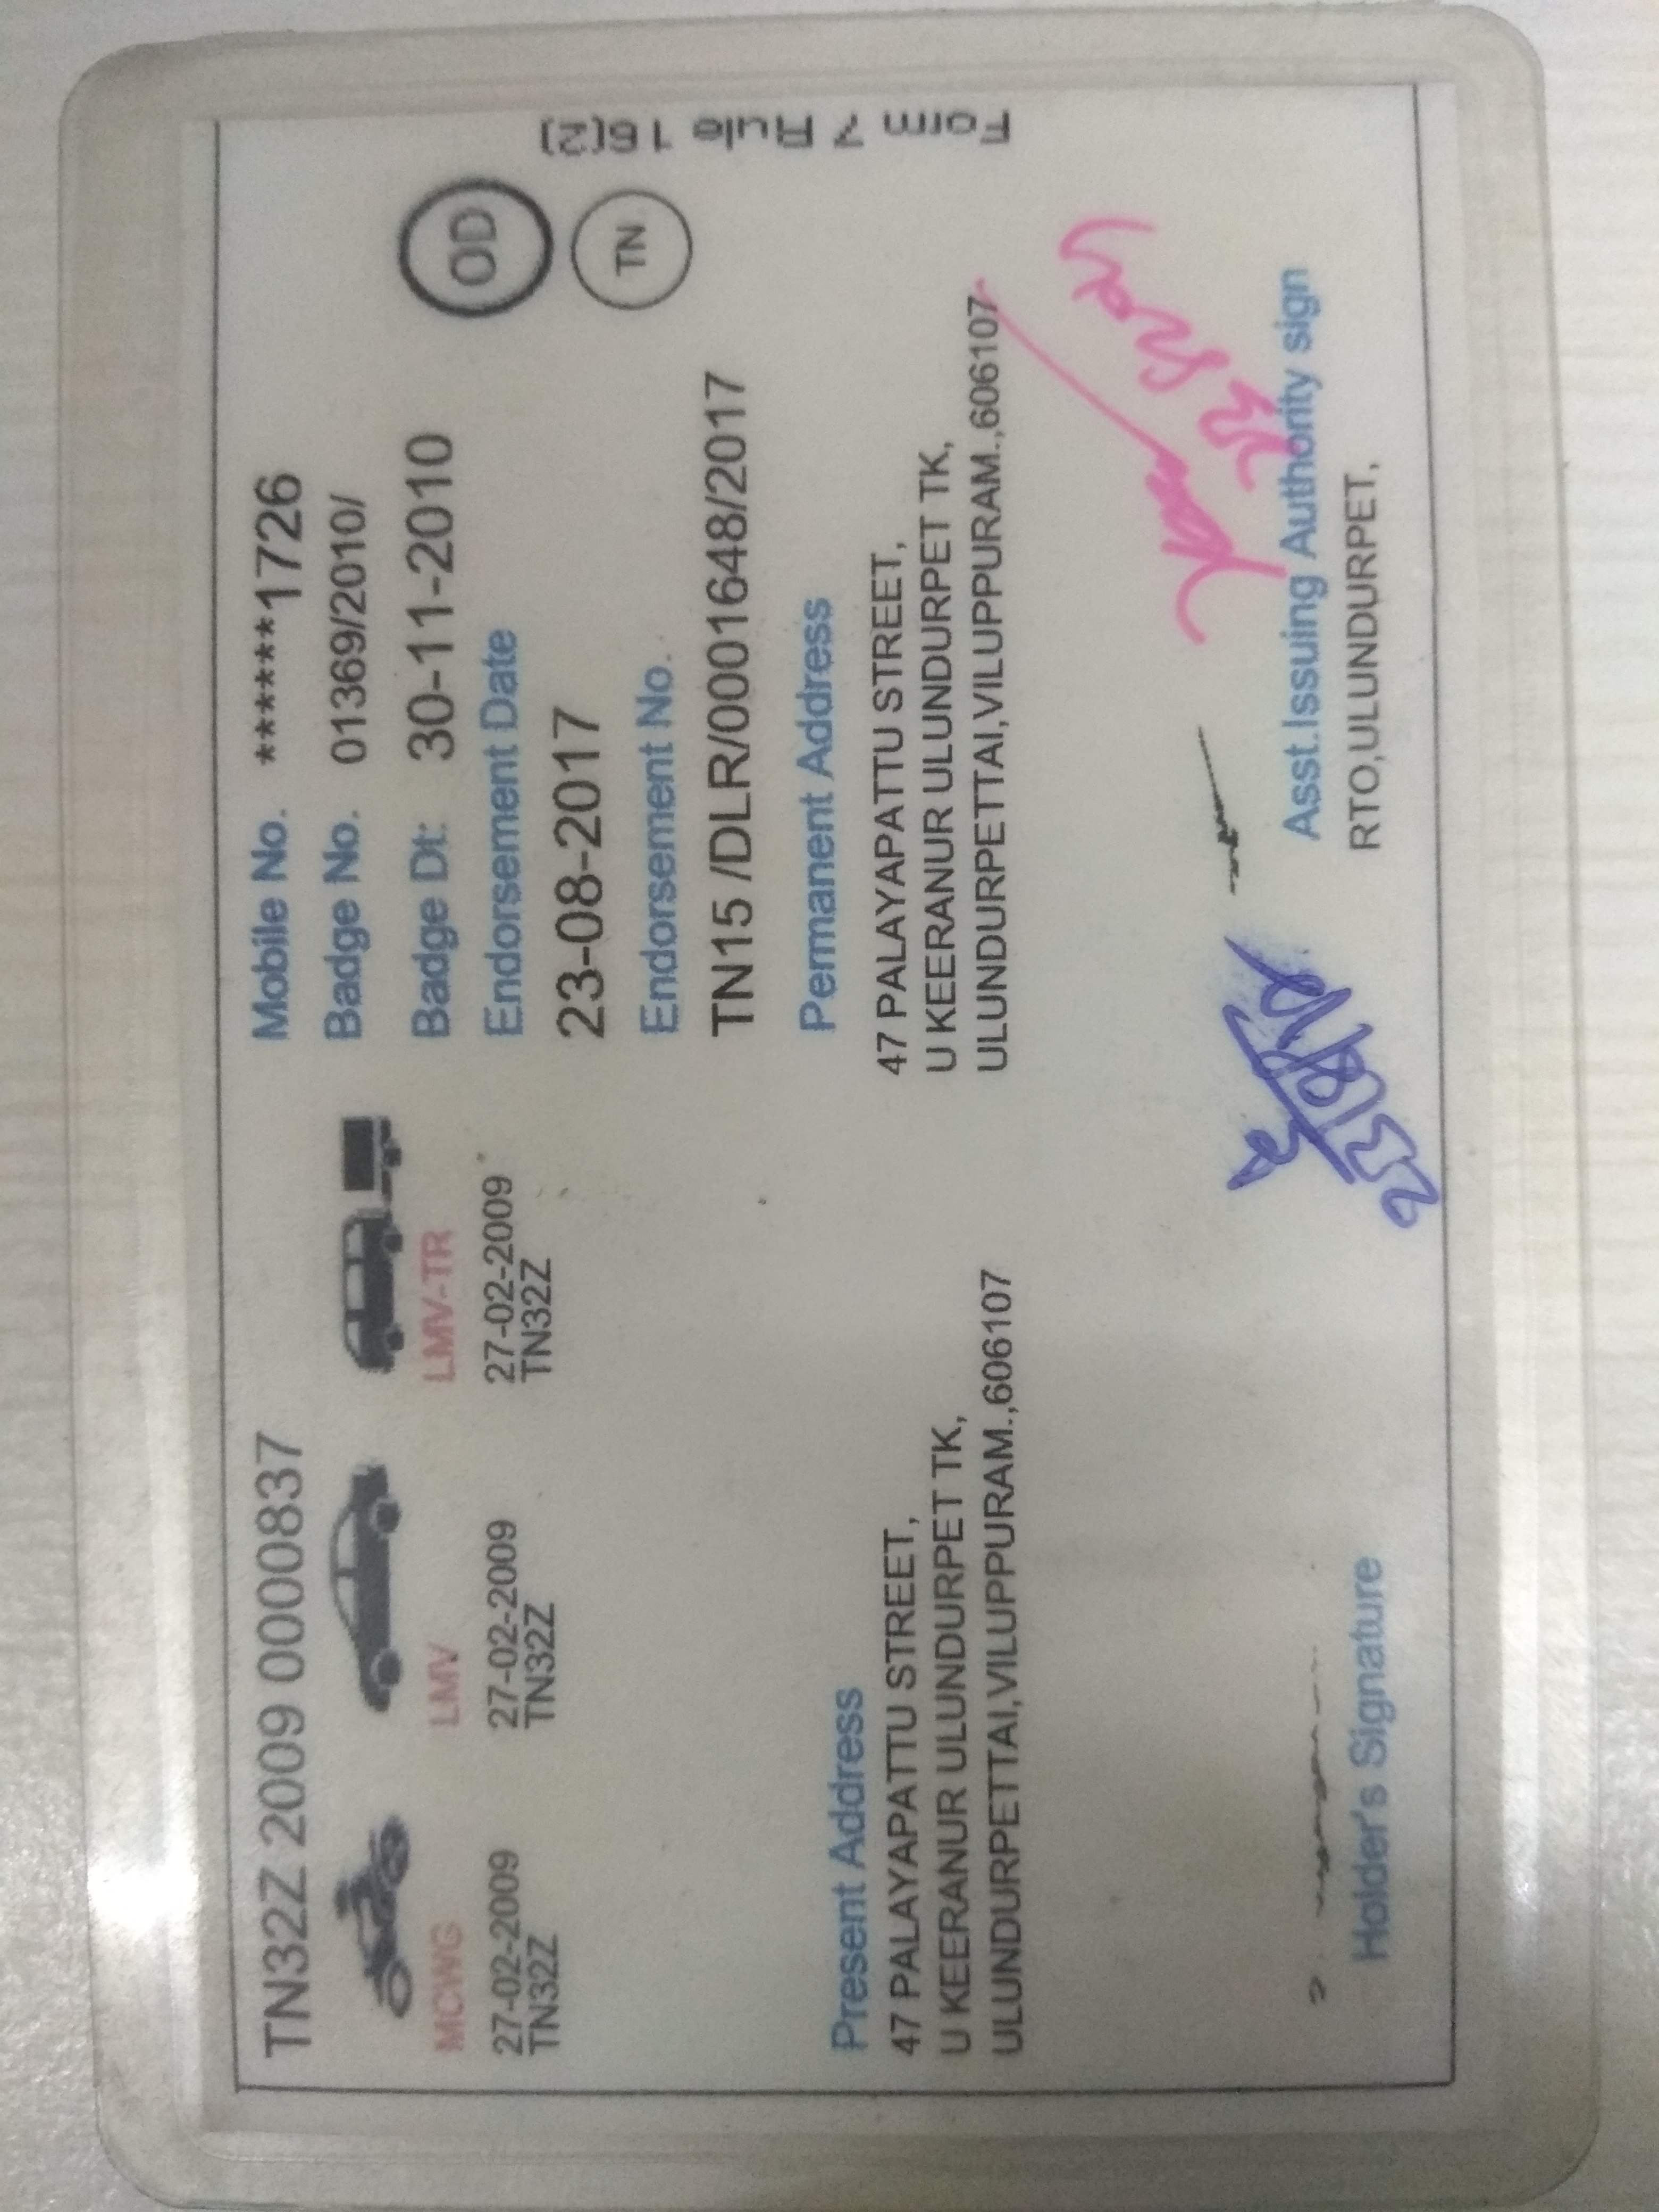 TN32Z 2009 0000837
MCWG
27-02-2009
TN32Z
LMV
27-02-2009
TN32Z
LMV-TR
27-02-2009
TN32Z
Mobile No. ******1726
Badge No. 01369/2010/
Badge Dt: 30-11-2010
Endorsement Date
23-08-2017
Endorsement No.
TN15 /DLR/0001648/2017
OD
TN
Form 7 Rule 16(2)
Present Address
47 PALAYAPATTU STREET,
U KEERANUR ULUNDURPET TK,
ULUNDURPETTAI,VILUPPURAM.,606107
Permanent Address
47 PALAYAPATTU STREET,
U KEERANUR ULUNDURPET TK,
ULUNDURPETTAI,VILUPPURAM.,606107
Holder's Signature
Asst.Issuing Authority sign
RTO,ULUNDURPET,